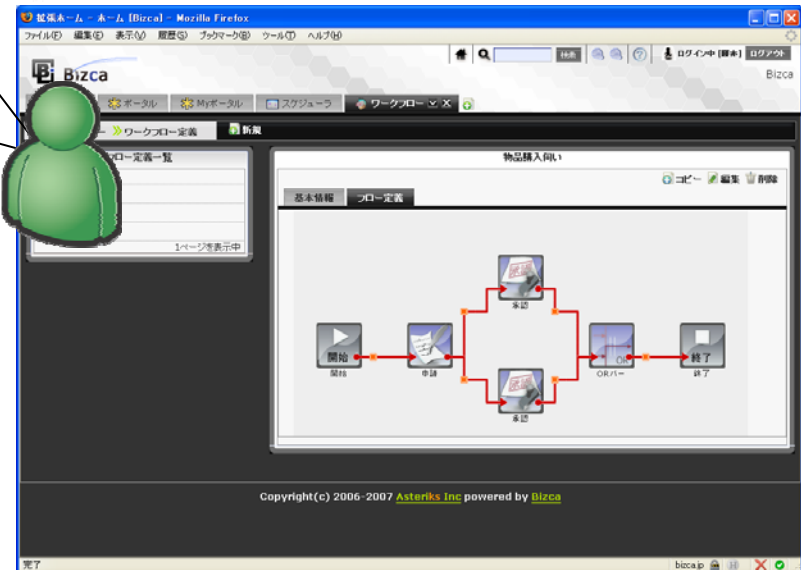 拡張ホーム - ホーム [Bizca] - Mozilla Firefox
ファイル(F) 編集(E) 表示(V) 履歴(S) ブックマーク(B) ツール(T) ヘルプ(H)
検索
ログイン中 [脚本] ログアウト
Bizca
Bizca
ポータル Myポータル スケジューラ ワークフロー
ワークフロー定義 新規
フロー定義一覧
1ページを表示中
物品購入伺い
コピー 編集 削除
基本情報 フロー定義
承認
開始
開始
申請
OR
ORバー
終了
終了
承認
Copyright(c) 2006-2007 Asteriks Inc powered by Bizca
完了
bizca.jp